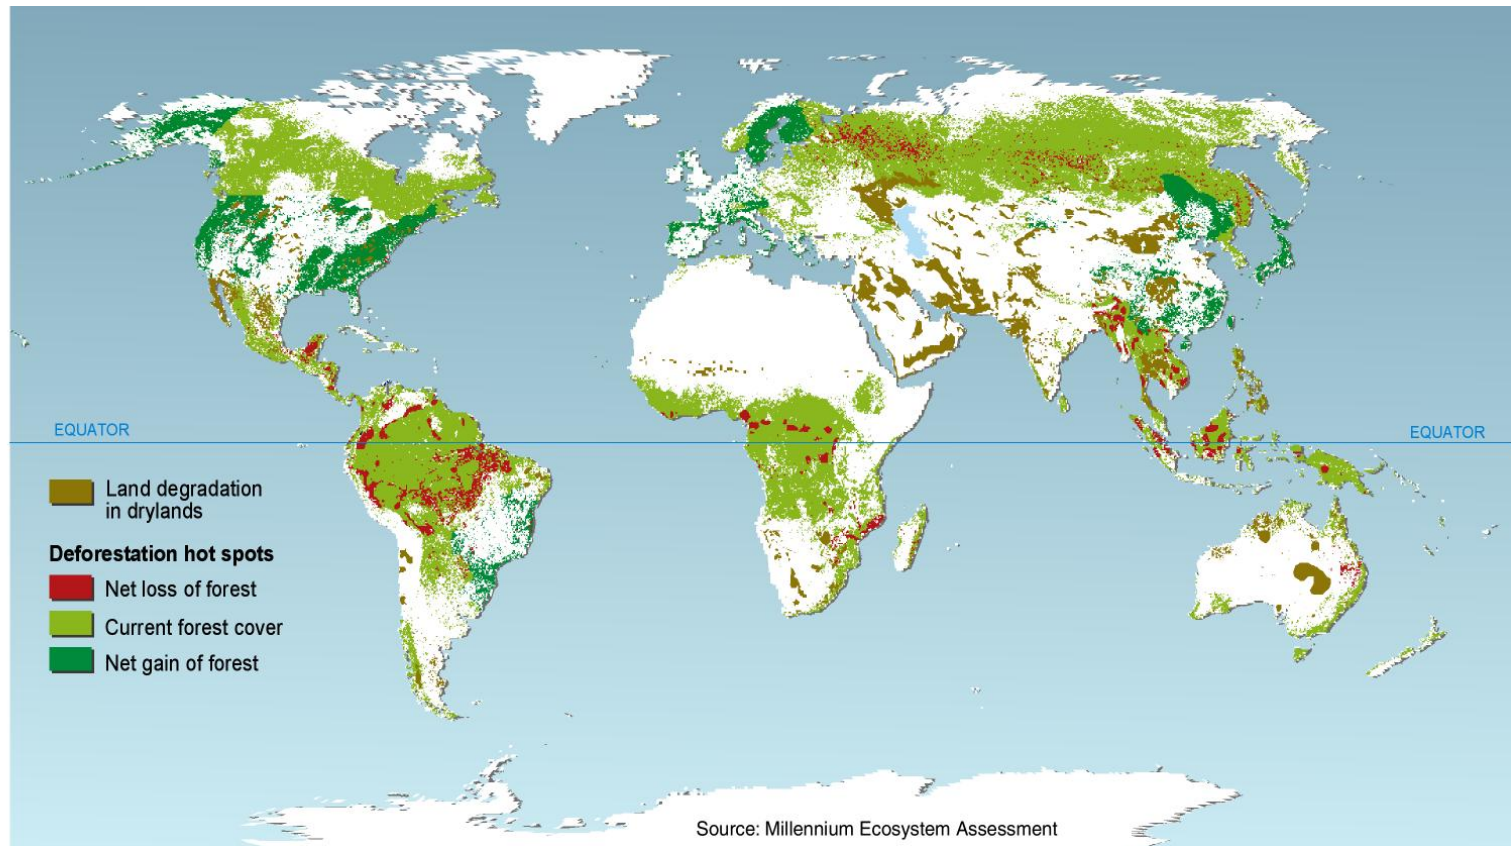 EQUATOR
EQUATOR
Land degradation
in drylands
Deforestation hot spots
Net loss of forest
Current forest cover
Net gain of forest
Source: Millennium Ecosystem Assessment